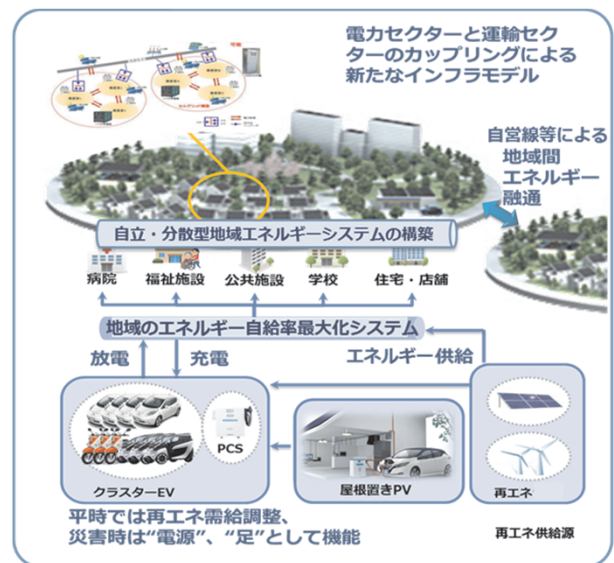 電力セクターと運輸セク
ターのカップリングによる
新たなインフラモデル
自営線等による
地域間
エネルギー
融通
自立・分散型地域エネルギーシステムの構築
病院
福祉施設
公共施設
学校
住宅・店舗
地域のエネルギー自給率最大化システム
放電
充電
エネルギー供給
PCS
クラスターEV
屋根置きPV
再エネ
平時では再エネ需給調整、
災害時は“電源”、“足”として機能
再エネ供給源